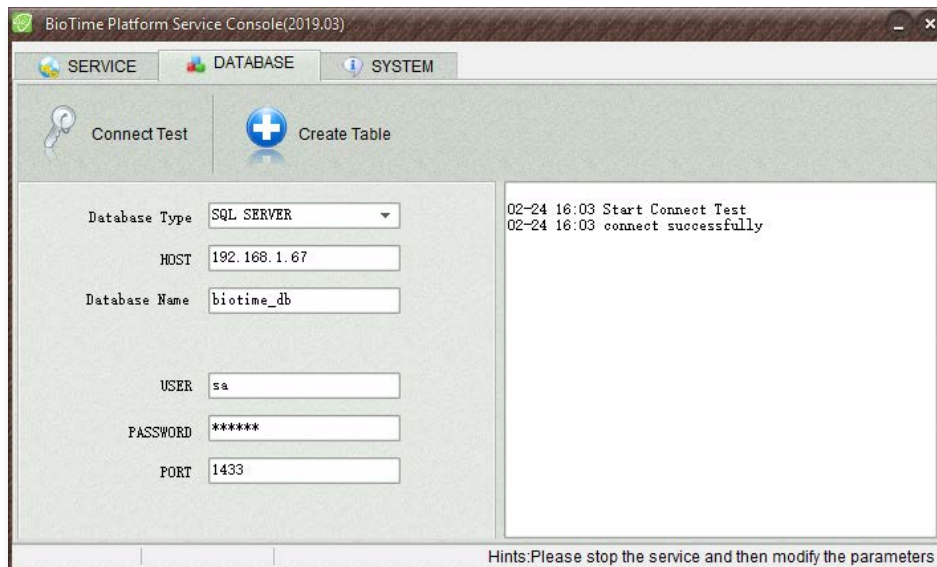 BioTime Platform Service Console(2019.03)
SERVICE DATABASE SYSTEM
Connect Test Create Table
Database Type SQL SERVER
HOST 192.168.1.67
Database Name biotime_db
USER sa
PASSWORD ******
PORT 1433
02-24 16:03 Start Connect Test
02-24 16:03 connect successfully
Hints:Please stop the service and then modify the parameters